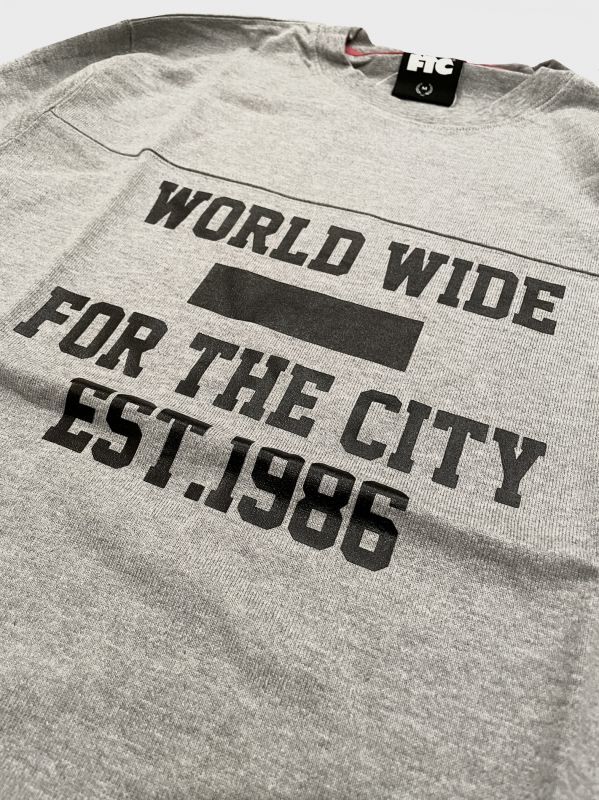 FTC
M
WORLD WIDE
FOR THE CITY
EST.1986